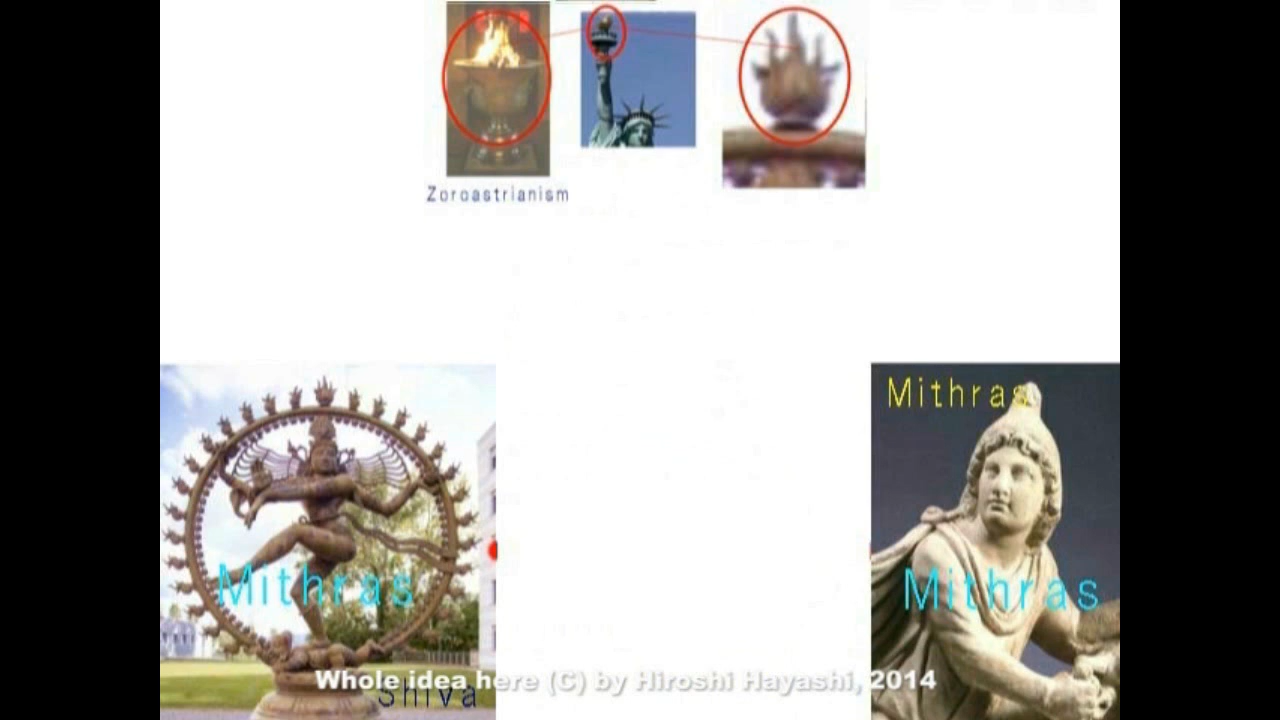 Zoroastrianism
Mithras
Mithras
Mithras
Shiva
Whole idea here (C) by Hiroshi Hayashi, 2014